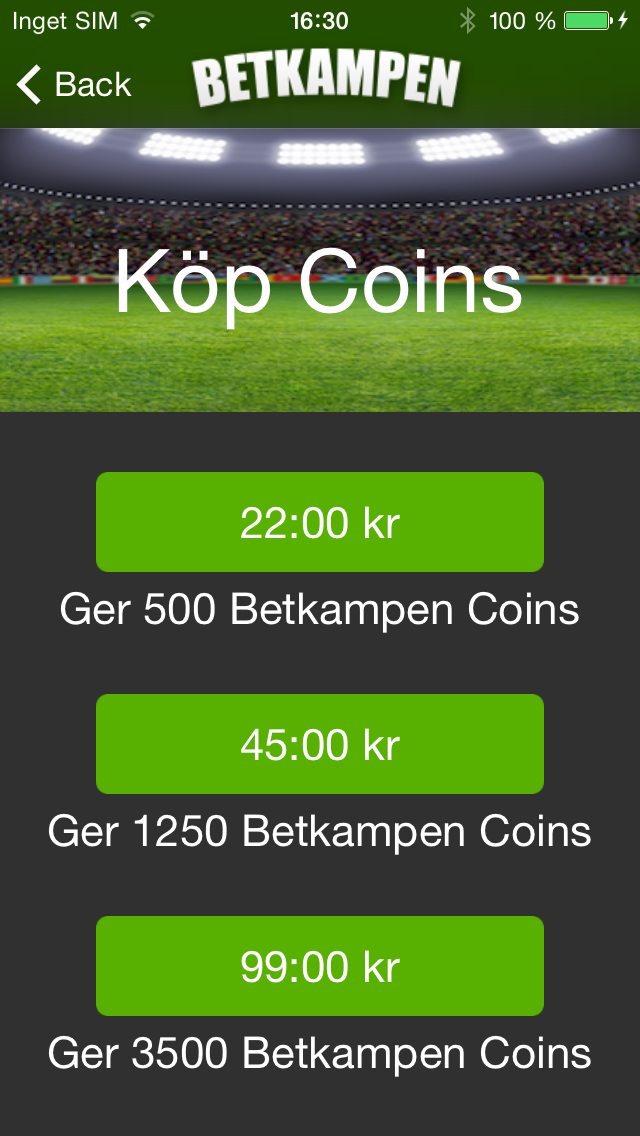 Inget SIM 16:30 100 %
Back BETKAMPEN
Köp Coins
22:00 kr
Ger 500 Betkampen Coins
45:00 kr
Ger 1250 Betkampen Coins
99:00 kr
Ger 3500 Betkampen Coins